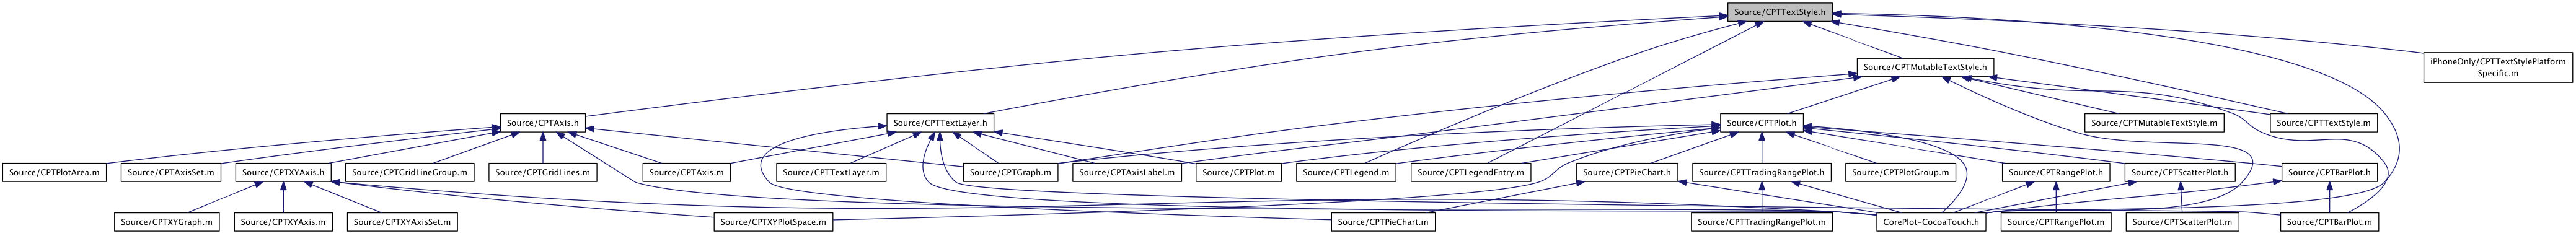 Source/CPTTextStyle.h
iPhoneOnly/CPTTextStylePlatform
Specific.m
Source/CPTMutableTextStyle.h
Source/CPTAxis.h
Source/CPTTextLayer.h
Source/CPTPlot.h
Source/CPTMutableTextStyle.m
Source/CPTTextStyle.m
Source/CPTPlotArea.m
Source/CPTAxisSet.m
Source/CPTXYAxis.h
Source/CPTGridLineGroup.m
Source/CPTGridLines.m
Source/CPTAxis.m
Source/CPTTextLayer.m
Source/CPTGraph.m
Source/CPTAxisLabel.m
Source/CPTPlot.m
Source/CPTLegend.m
Source/CPTLegendEntry.m
Source/CPTPieChart.h
Source/CPTTradingRangePlot.h
Source/CPTPlotGroup.m
Source/CPTRangePlot.h
Source/CPTScatterPlot.h
Source/CPTBarPlot.h
Source/CPTXYGraph.m
Source/CPTXYAxis.m
Source/CPTXYAxisSet.m
Source/CPTXYPlotSpace.m
Source/CPTPieChart.m
Source/CPTTradingRangePlot.m
CorePlot-CocoaTouch.h
Source/CPTRangePlot.m
Source/CPTScatterPlot.m
Source/CPTBarPlot.m